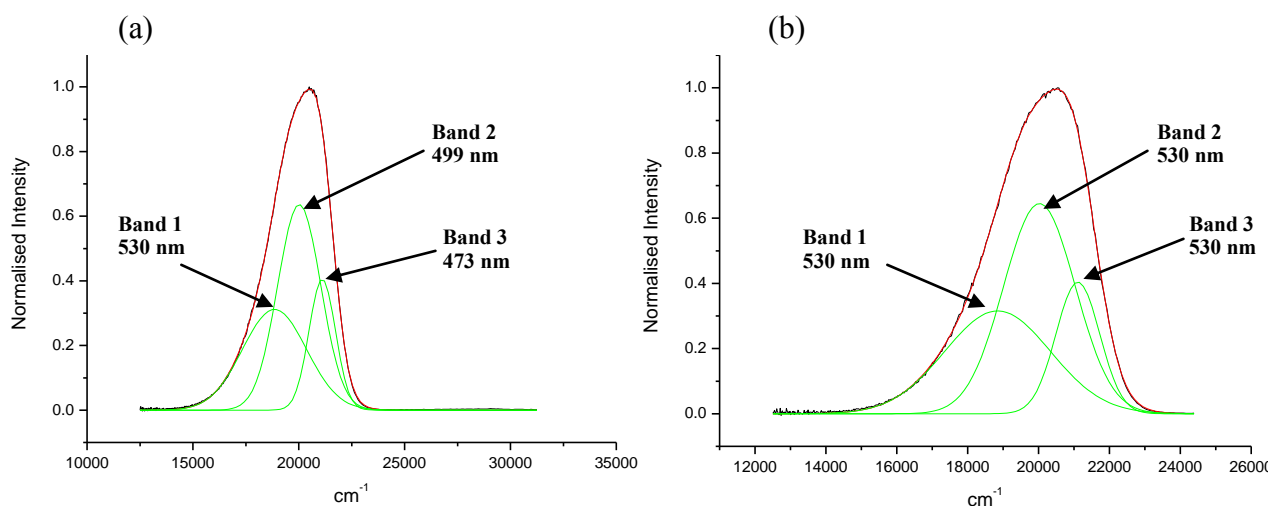 (a)
Normalised Intensity
1.0
0.8
0.6
0.4
0.2
0.0
Band 1
530 nm
Band 2
499 nm
Band 3
473 nm
10000 15000 20000 25000 30000 35000
cm⁻¹
(b)
Normalised Intensity
1.0
0.8
0.6
0.4
0.2
0.0
Band 1
530 nm
Band 2
530 nm
Band 3
530 nm
12000 14000 16000 18000 20000 22000 24000 26000
cm⁻¹